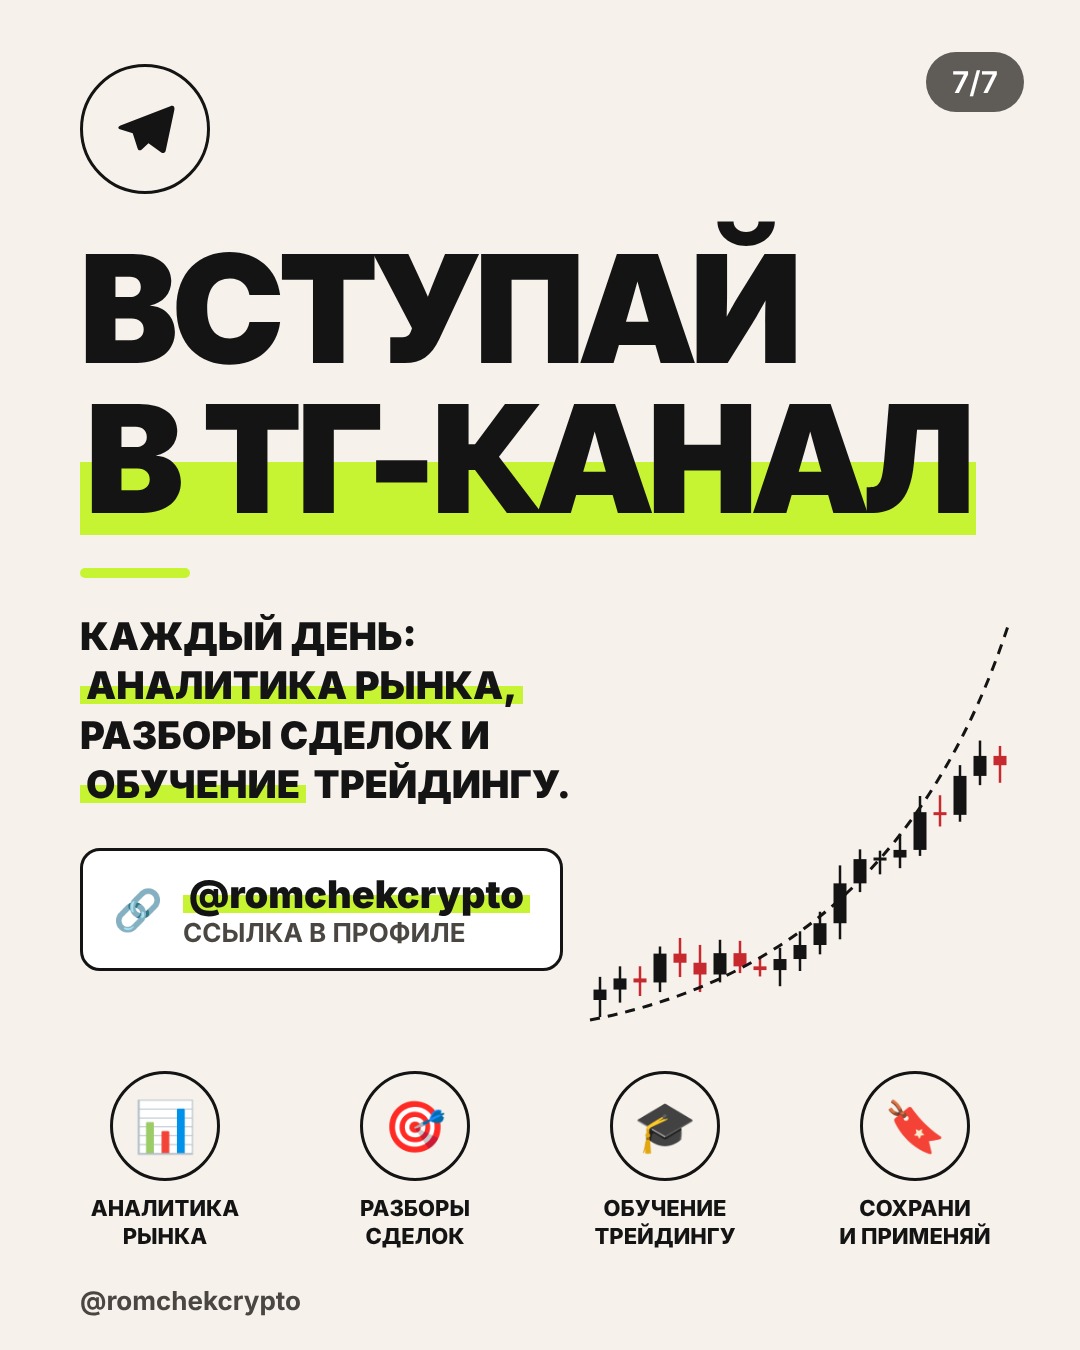 7/7
ВСТУПАЙ
В ТГ-КАНАЛ
КАЖДЫЙ ДЕНЬ:
АНАЛИТИКА РЫНКА,
РАЗБОРЫ СДЕЛОК И
ОБУЧЕНИЕ ТРЕЙДИНГУ.
@romchekcrypto
ССЫЛКА В ПРОФИЛЕ
АНАЛИТИКА
РЫНКА
РАЗБОРЫ
СДЕЛОК
ОБУЧЕНИЕ
ТРЕЙДИНГУ
СОХРАНИ
И ПРИМЕНЯЙ
@romchekcrypto